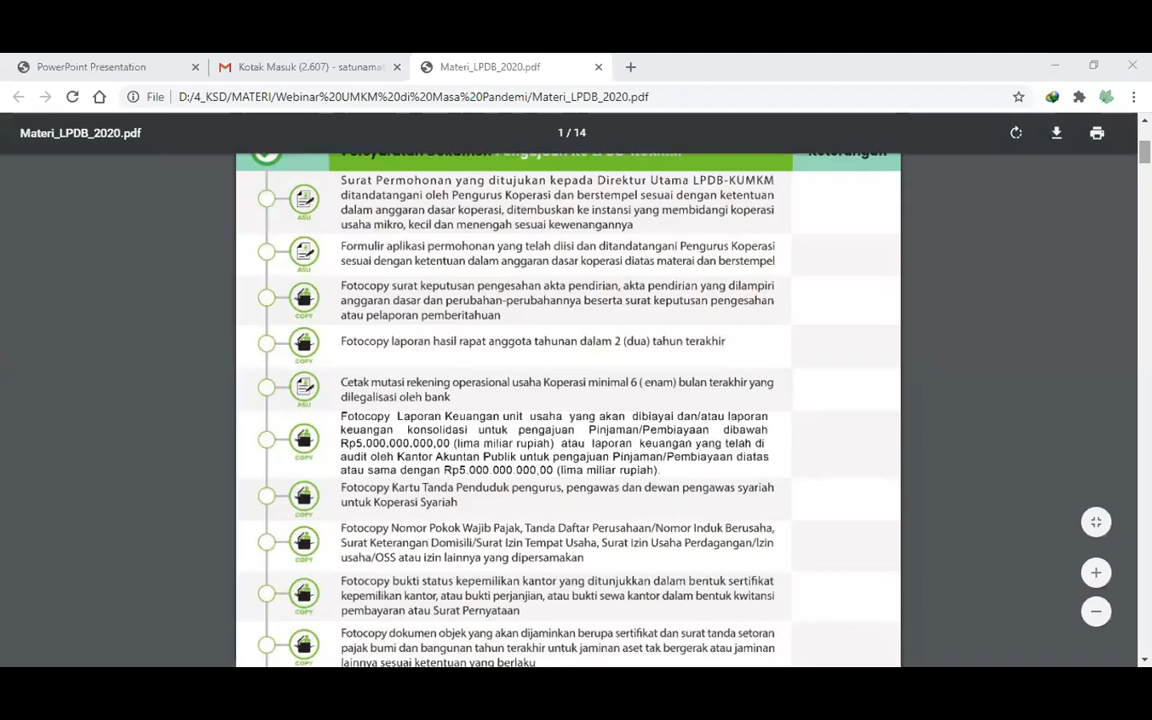 PowerPoint Presentation
Kotak Masuk (2.607) - satunama
Materi_LPDB_2020.pdf
File
D:/4_KSD/MATERI/Webinar%20UMKM%20di%20Masa%20Pandemi/Materi_LPDB_2020.pdf
Materi_LPDB_2020.pdf
1 / 14
Keterangan
Surat Permohonan yang ditujukan kepada Direktur Utama LPDB-KUMKM
ditandatangani oleh Pengurus Koperasi dan berstempel sesuai dengan ketentuan
dalam anggaran dasar koperasi, ditembuskan ke instansi yang membidangi koperasi
usaha mikro, kecil dan menengah sesuai kewenangannya
ASLI
Formulir aplikasi permohonan yang telah diisi dan ditandatangani Pengurus Koperasi
sesuai dengan ketentuan dalam anggaran dasar koperasi diatas materai dan berstempel
ASLI
Fotocopy surat keputusan pengesahan akta pendirian, akta pendirian yang dilampiri
anggaran dasar dan perubahan-perubahannya beserta surat keputusan pengesahan
atau pelaporan pemberitahuan
COPY
Fotocopy laporan hasil rapat anggota tahunan dalam 2 (dua) tahun terakhir
COPY
Cetak mutasi rekening operasional usaha Koperasi minimal 6 ( enam) bulan terakhir yang
dilegalisasi oleh bank
ASLI
Fotocopy Laporan Keuangan unit usaha yang akan dibiayai dan/atau laporan
keuangan konsolidasi untuk pengajuan Pinjaman/Pembiayaan dibawah
Rp5.000.000.000,00 (lima miliar rupiah) atau laporan keuangan yang telah di
audit oleh Kantor Akuntan Publik untuk pengajuan Pinjaman/Pembiayaan diatas
atau sama dengan Rp5.000.000.000,00 (lima miliar rupiah).
COPY
Fotocopy Kartu Tanda Penduduk pengurus, pengawas dan dewan pengawas syariah
untuk Koperasi Syariah
COPY
Fotocopy Nomor Pokok Wajib Pajak, Tanda Daftar Perusahaan/Nomor Induk Berusaha,
Surat Keterangan Domisili/Surat Izin Tempat Usaha, Surat Izin Usaha Perdagangan/Izin
usaha/OSS atau izin lainnya yang dipersamakan
COPY
Fotocopy bukti status kepemilikan kantor yang ditunjukkan dalam bentuk sertifikat
kepemilikan kantor, atau bukti perjanjian, atau bukti sewa kantor dalam bentuk kwitansi
pembayaran atau Surat Pernyataan
COPY
Fotocopy dokumen objek yang akan dijaminkan berupa sertifikat dan surat tanda setoran
pajak bumi dan bangunan tahun terakhir untuk jaminan aset tak bergerak atau jaminan
lainnya sesuai ketentuan yang berlaku
COPY